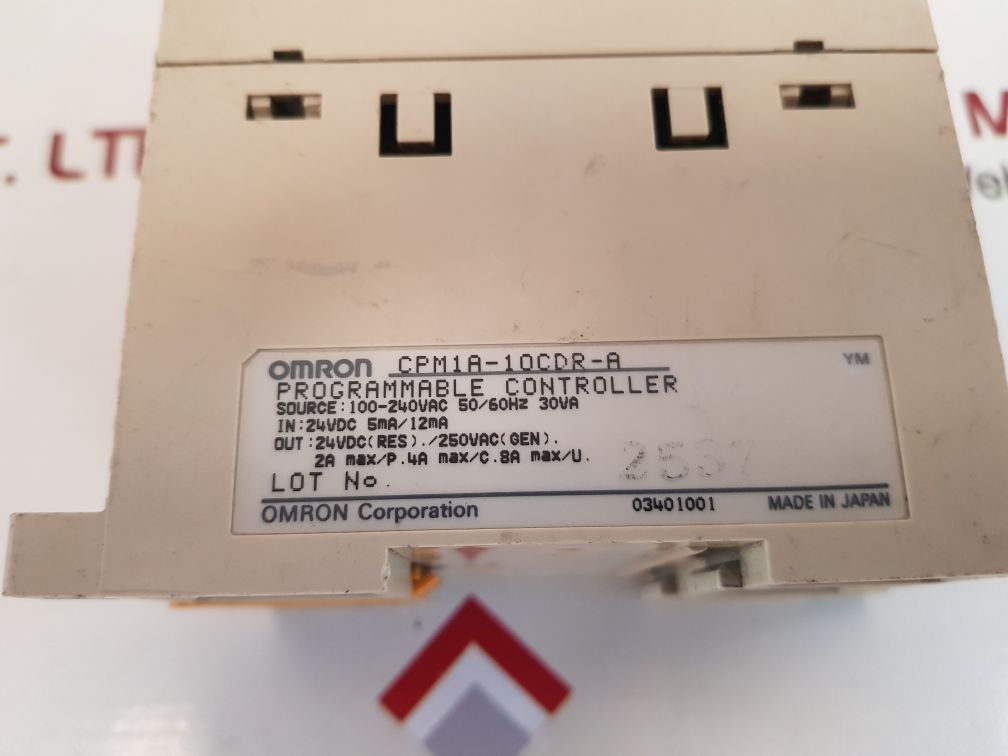 OMRON CPM1A-10CDR-A YM
PROGRAMMABLE CONTROLLER
SOURCE:100-240VAC 50/60Hz 30VA
IN:24VDC 5mA/12mA
OUT:24VDC(RES)./250VAC(GEN).
2A max/P.4A max/C.8A max/U.
LOT No.
OMRON Corporation 03401001 MADE IN JAPAN